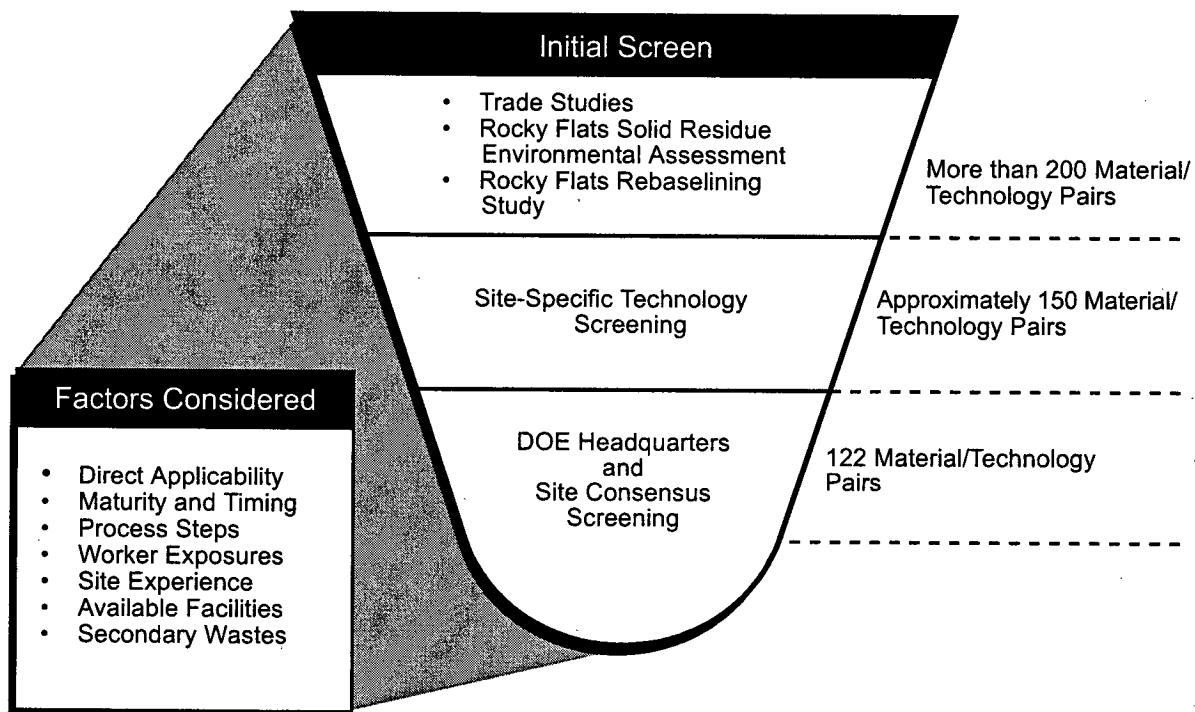 Initial Screen
• Trade Studies
• Rocky Flats Solid Residue
Environmental Assessment
• Rocky Flats Rebaselining
Study
More than 200 Material/
Technology Pairs
Site-Specific Technology
Screening
Approximately 150 Material/
Technology Pairs
DOE Headquarters
and
Site Consensus
Screening
122 Material/Technology
Pairs
Factors Considered
• Direct Applicability
• Maturity and Timing
• Process Steps
• Worker Exposures
• Site Experience
• Available Facilities
• Secondary Wastes